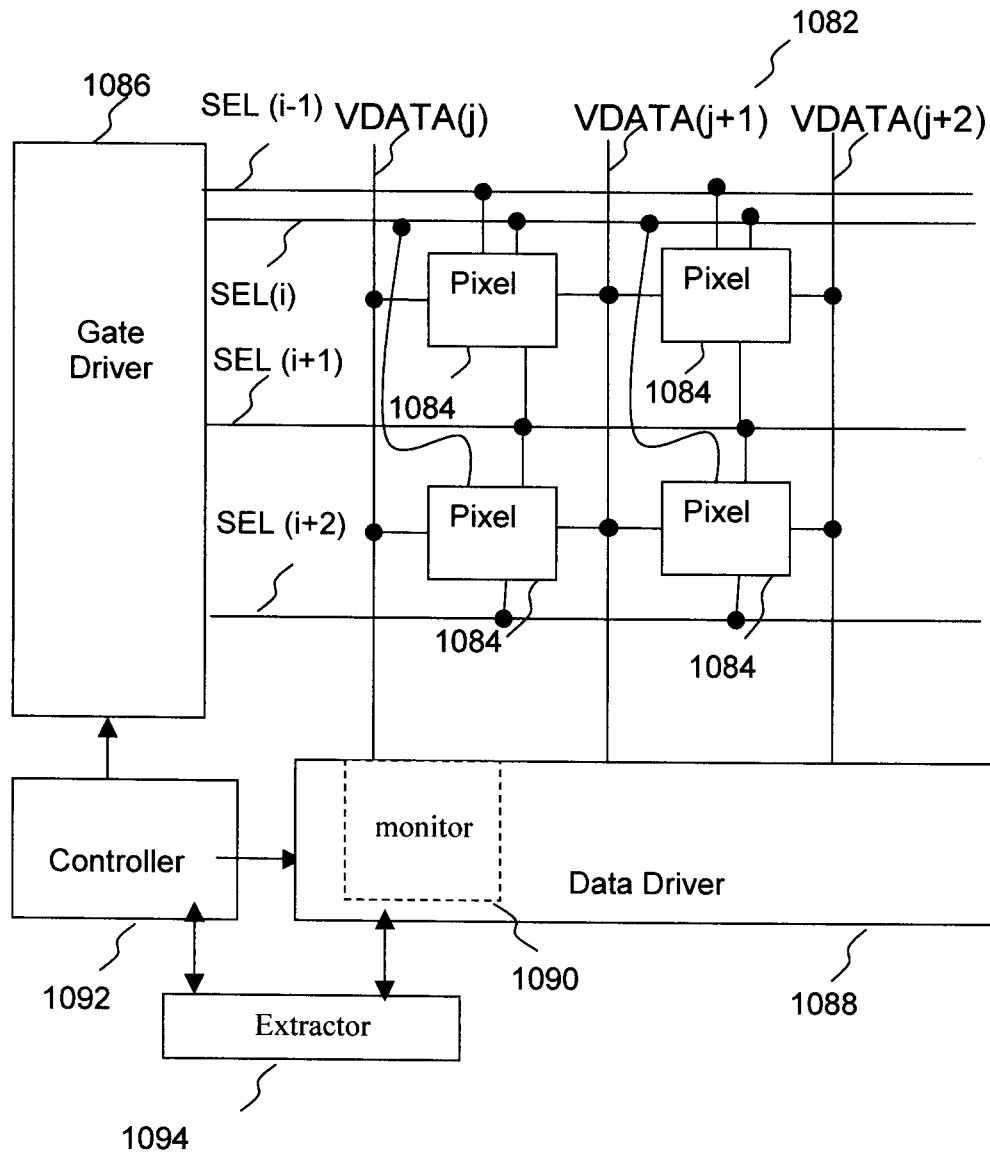 1082
1086
SEL (i-1)
VDATA(j)
VDATA(j+1)
VDATA(j+2)
Pixel
Pixel
SEL(i)
Gate
Driver
SEL (i+1)
1084
1084
Pixel
Pixel
SEL (i+2)
1084
1084
monitor
Controller
Data Driver
1090
1092
1088
Extractor
1094